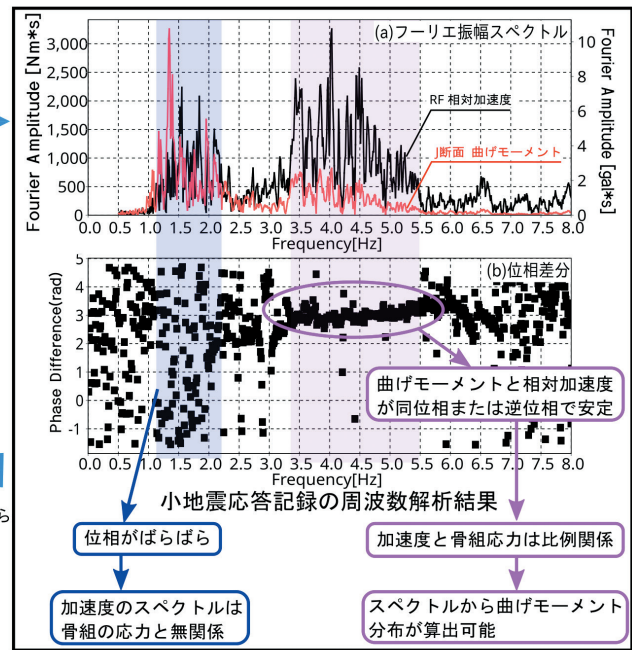 (a)フーリエ振幅スペクトル
Fourier Amplitude [Nm*s]
3,000
2,500
2,000
1,500
1,000
500
0
10
8
6
4
2
0
Fourier Amplitude [gal*s]
RF 相対加速度
J断面 曲げモーメント
0.0 0.5 1.0 1.5 2.0 2.5 3.0 3.5 4.0 4.5 5.0 5.5 6.0 6.5 7.0 7.5 8.0
Frequency[Hz]
(b)位相差分
Phase Difference(rad)
5
4
3
2
1
0
-1
曲げモーメントと相対加速度
が同位相または逆位相で安定
0.0 0.5 1.0 1.5 2.0 2.5 3.0 3.5 4.0 4.5 5.0 5.5 6.0 6.5 7.0 7.5 8.0
Frequency[Hz]
小地震応答記録の周波数解析結果
ら
位相がばらばら
加速度と骨組応力は比例関係
加速度のスペクトルは
骨組の応力と無関係
スペクトルから曲げモーメント
分布が算出可能